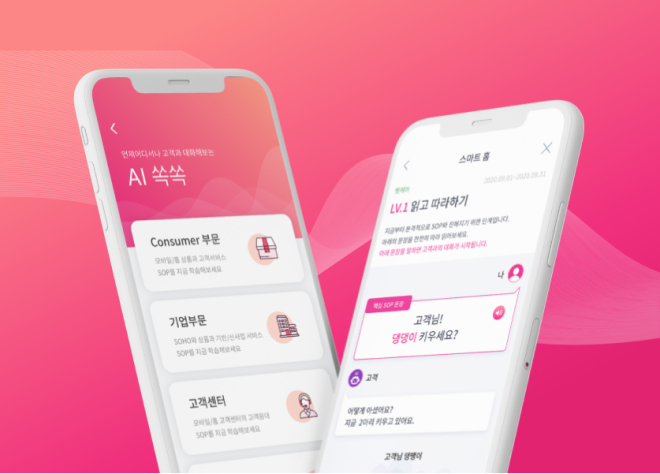 언제어디서나 고객과 대화해보는
AI 쏙쏙
Consumer 부문
모바일/홈 상품과 고객서비스
SOP를 지금 학습해보세요
기업부문
SOHO와 상품과 기반/신사업 서비스
SOP를 지금 학습해보세요
고객센터
모바일/홈 고객센터의 고객응대
SOP를 지금 학습해보세요
스마트 홈
펫케어
LV.1 읽고 따라하기
지금부터 본격적으로 SOP와 친해지기 위한 단계입니다.
아래의 문장을 천천히 따라 읽어보세요.
아래 문장을 말하면 고객과의 대화가 시작됩니다.
나
핵심 SOP 문장
고객님!
댕댕이 키우세요?
고객
어떻게 아셨어요?
지금 2마리 키우고 있어요.
고객님 댕댕이